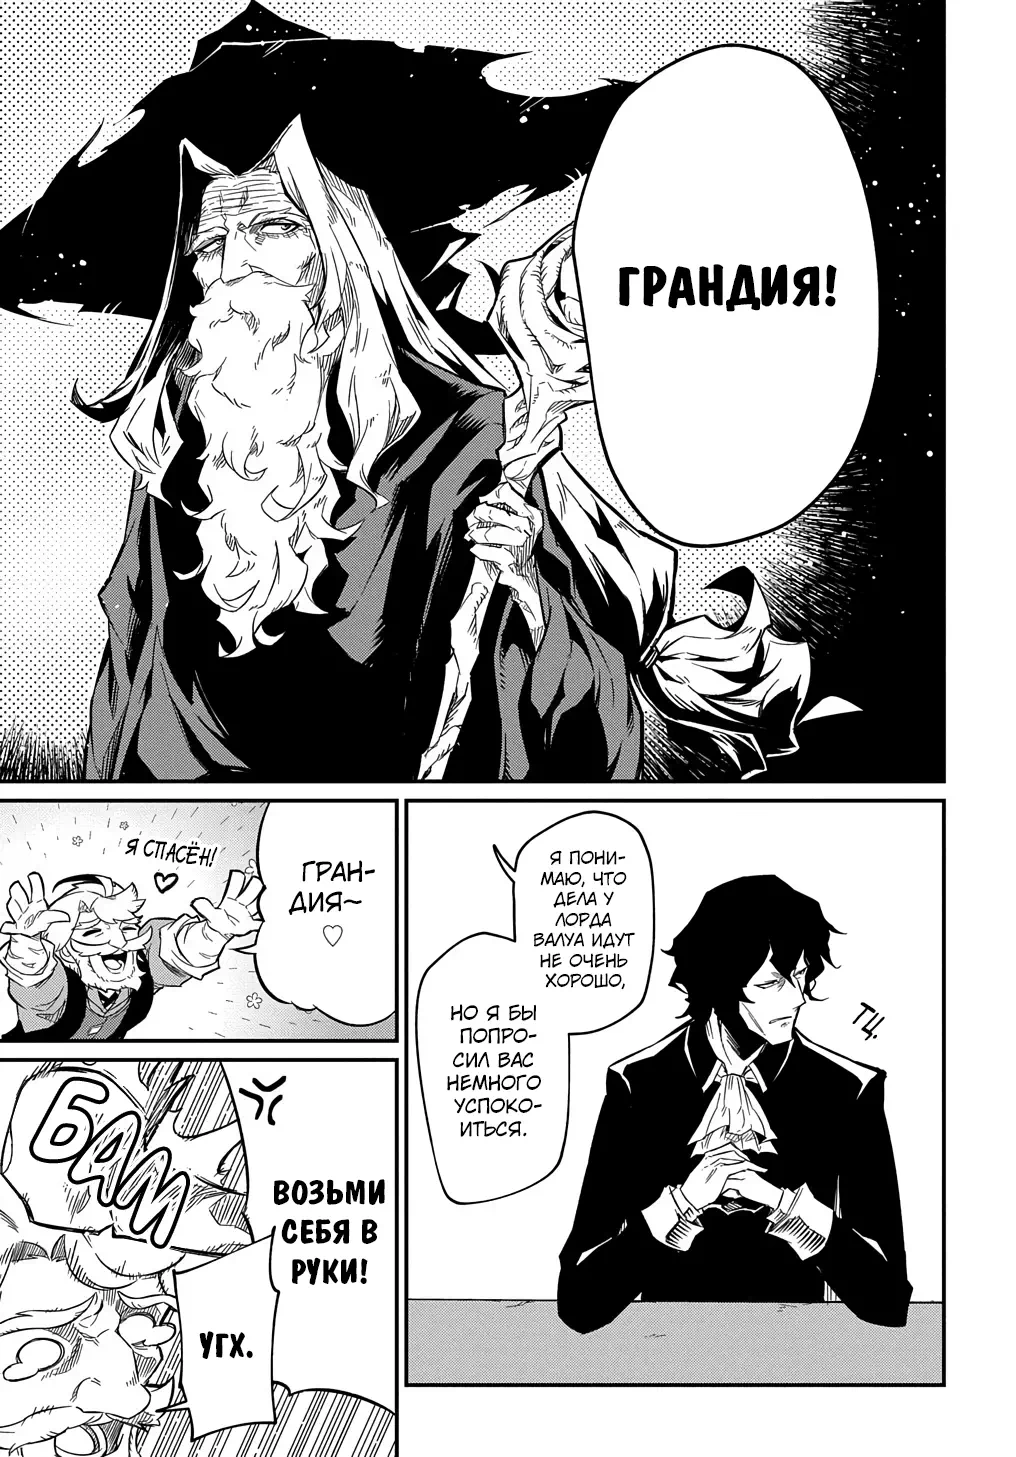 ГРАНДИЯ!
Я ПОНИ-
МАЮ, ЧТО
ДЕЛА У
ЛОРДА
ВАЛУА ИДУТ
НЕ ОЧЕНЬ
ХОРОШО,
НО Я БЫ
ПОПРО-
СИЛ ВАС
НЕМНОГО
УСПОКО-
ИТЬСЯ.
ТЦ.
ГРАН-
ДИЯ~
♡
Я СПАСЁН!
♡
ВОЗЬМИ
СЕБЯ В
РУКИ!
БАМ
УГХ.